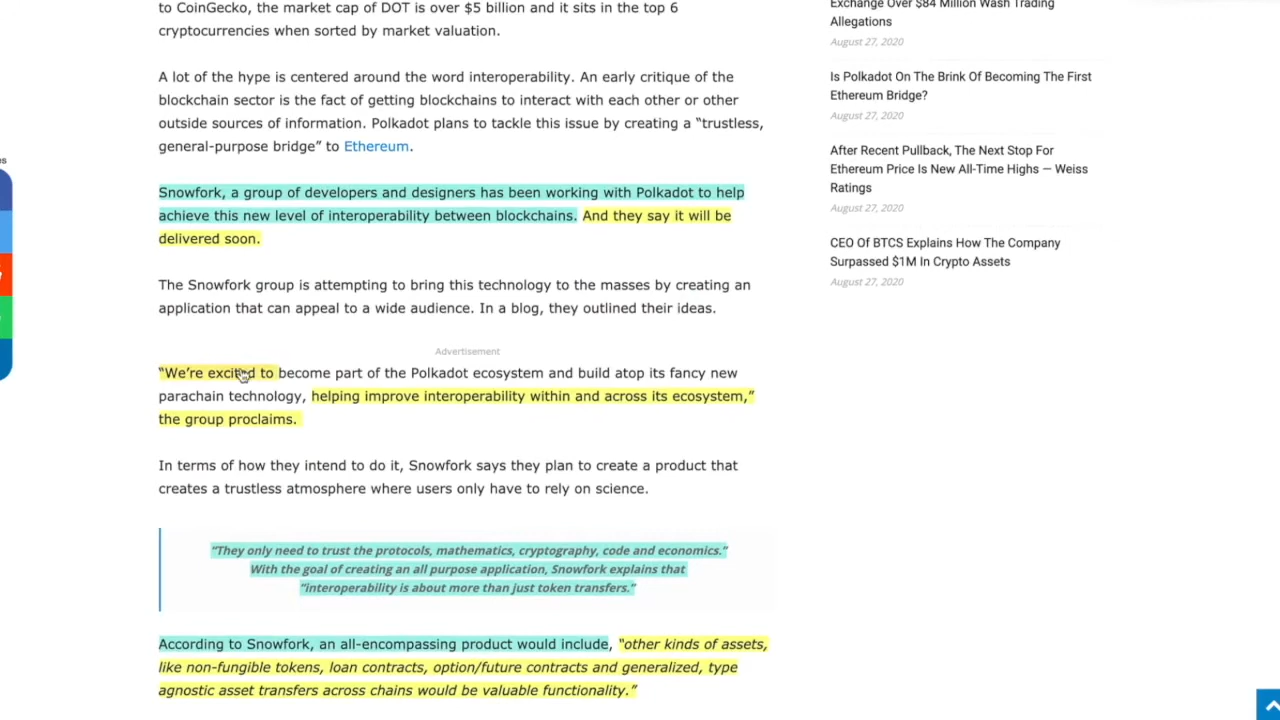 to CoinGecko, the market cap of DOT is over $5 billion and it sits in the top 6
cryptocurrencies when sorted by market valuation.
A lot of the hype is centered around the word interoperability. An early critique of the
blockchain sector is the fact of getting blockchains to interact with each other or other
outside sources of information. Polkadot plans to tackle this issue by creating a “trustless,
general-purpose bridge” to Ethereum.
Snowfork, a group of developers and designers has been working with Polkadot to help
achieve this new level of interoperability between blockchains. And they say it will be
delivered soon.
The Snowfork group is attempting to bring this technology to the masses by creating an
application that can appeal to a wide audience. In a blog, they outlined their ideas.
Advertisement
“We’re excited to become part of the Polkadot ecosystem and build atop its fancy new
parachain technology, helping improve interoperability within and across its ecosystem,”
the group proclaims.
In terms of how they intend to do it, Snowfork says they plan to create a product that
creates a trustless atmosphere where users only have to rely on science.
“They only need to trust the protocols, mathematics, cryptography, code and economics.”
With the goal of creating an all purpose application, Snowfork explains that
“interoperability is about more than just token transfers.”
According to Snowfork, an all-encompassing product would include, “other kinds of assets,
like non-fungible tokens, loan contracts, option/future contracts and generalized, type
agnostic asset transfers across chains would be valuable functionality.”
Exchange Over $84 Million Wash Trading
Allegations
August 27, 2020
Is Polkadot On The Brink Of Becoming The First
Ethereum Bridge?
August 27, 2020
After Recent Pullback, The Next Stop For
Ethereum Price Is New All-Time Highs — Weiss
Ratings
August 27, 2020
CEO Of BTCS Explains How The Company
Surpassed $1M In Crypto Assets
August 27, 2020